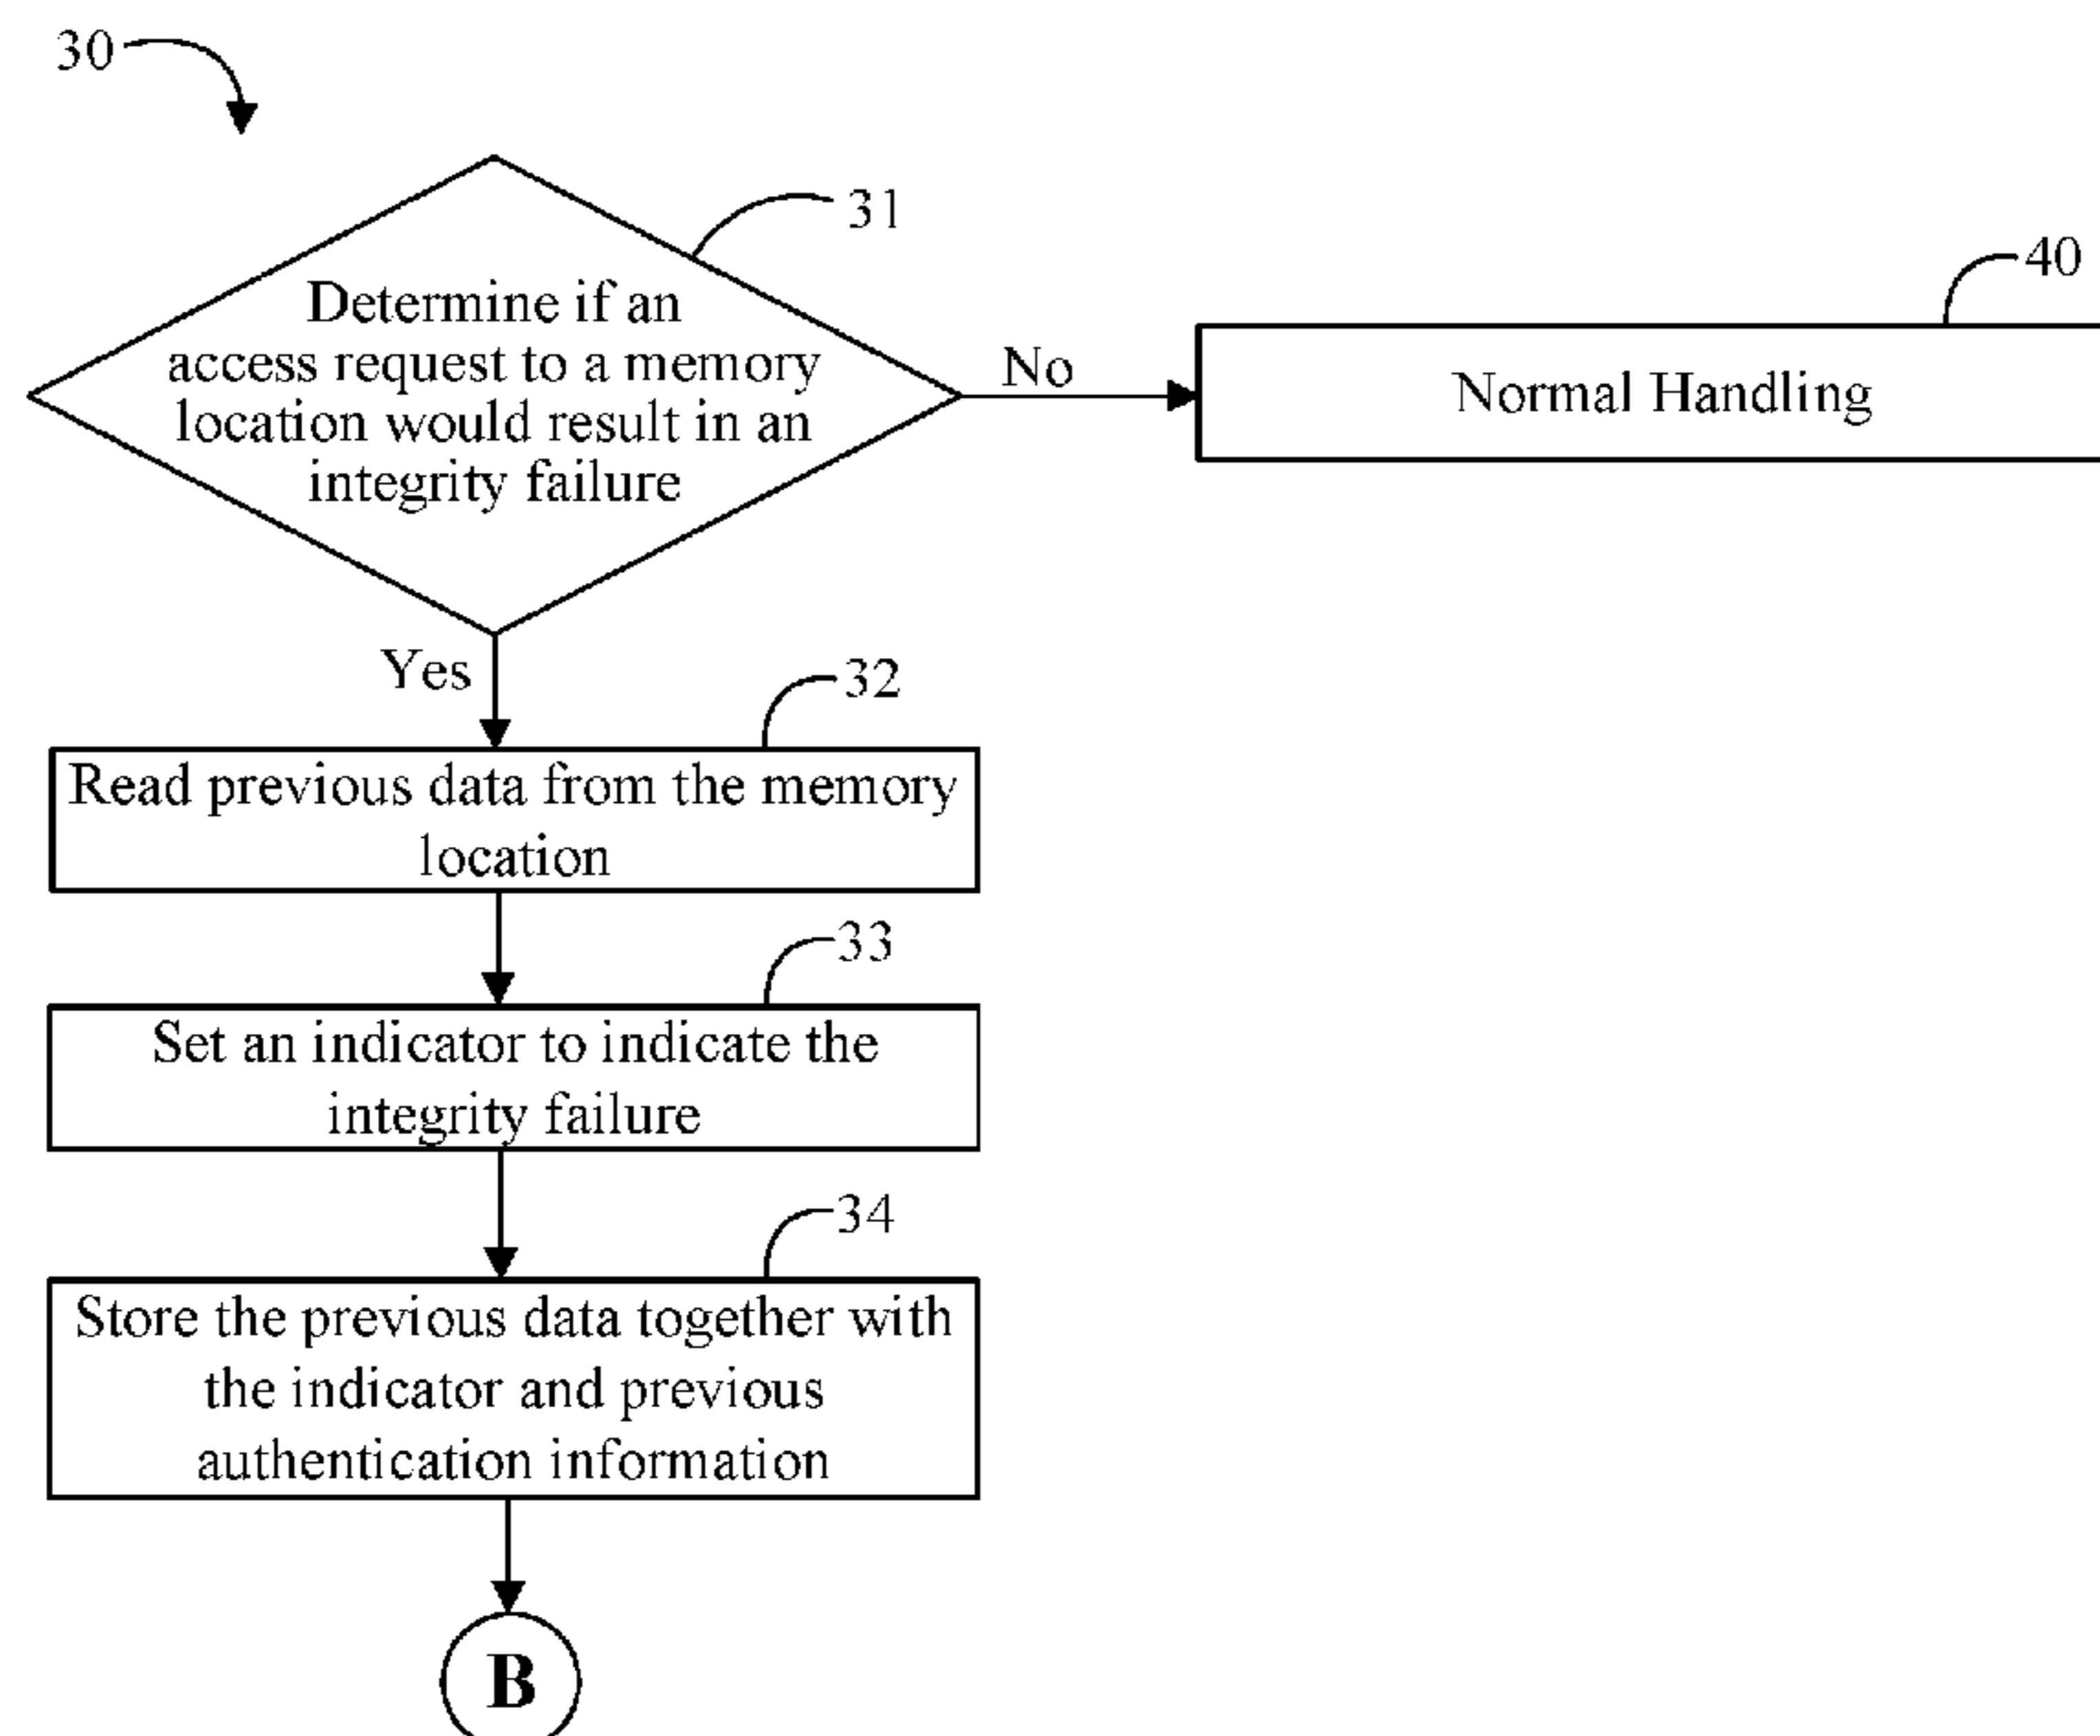 30
31
Determine if an
access request to a memory
location would result in an
integrity failure
No
40
Normal Handling
Yes
32
Read previous data from the memory
location
33
Set an indicator to indicate the
integrity failure
34
Store the previous data together with
the indicator and previous
authentication information
B